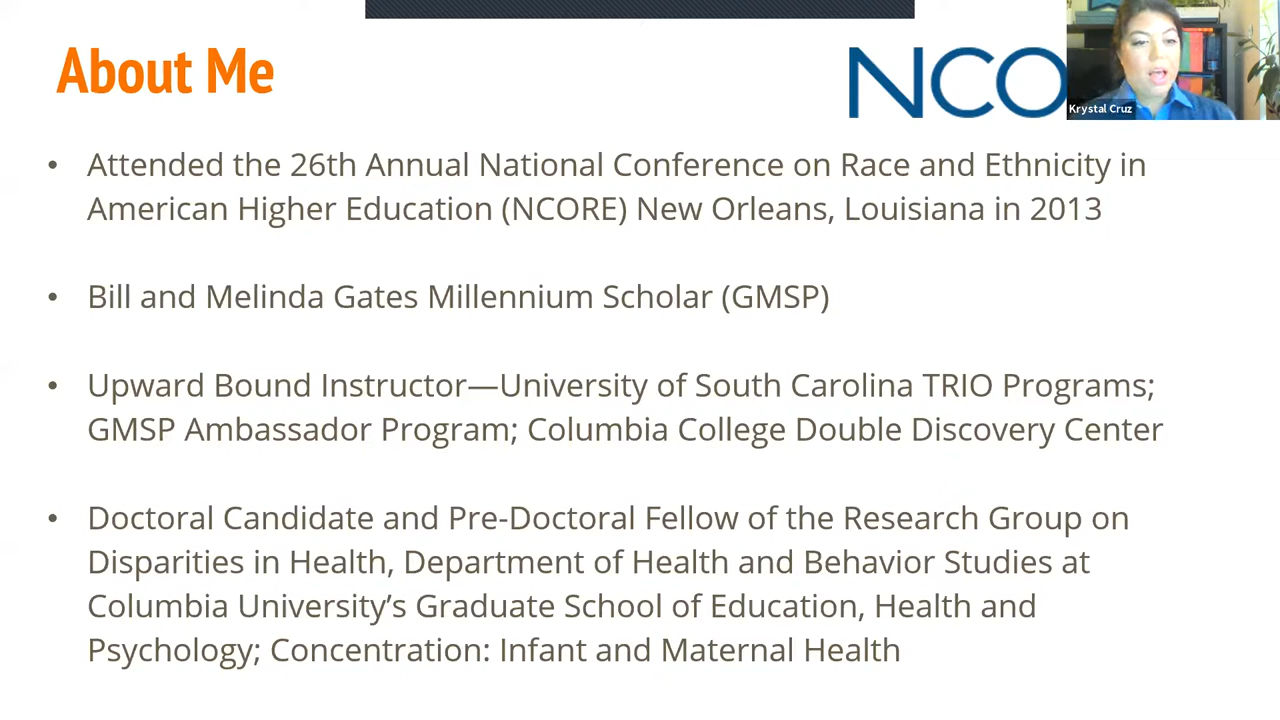 About Me
NCO
Krystal Cruz
• Attended the 26th Annual National Conference on Race and Ethnicity in
American Higher Education (NCORE) New Orleans, Louisiana in 2013
• Bill and Melinda Gates Millennium Scholar (GMSP)
• Upward Bound Instructor—University of South Carolina TRIO Programs;
GMSP Ambassador Program; Columbia College Double Discovery Center
• Doctoral Candidate and Pre-Doctoral Fellow of the Research Group on
Disparities in Health, Department of Health and Behavior Studies at
Columbia University’s Graduate School of Education, Health and
Psychology; Concentration: Infant and Maternal Health